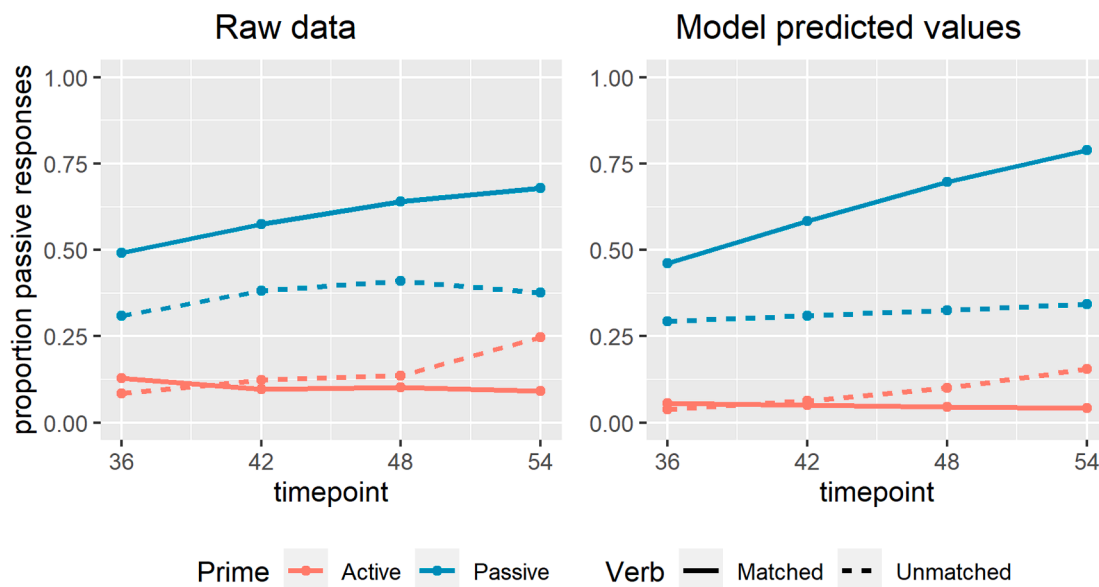 Raw data
Model predicted values
proportion passive responses
1.00
0.75
0.50
0.25
0.00
36 42 48 54
timepoint
1.00
0.75
0.50
0.25
0.00
36 42 48 54
timepoint
Prime Active Passive Verb Matched Unmatched